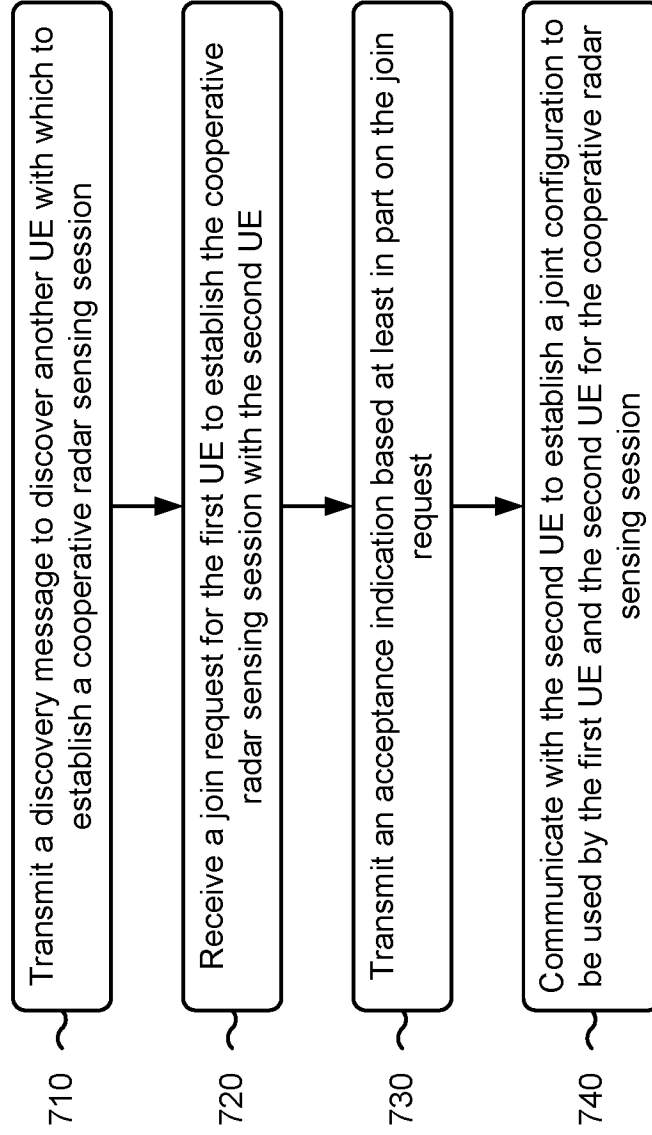 710
Transmit a discovery message to discover another UE with which to
establish a cooperative radar sensing session
720
Receive a join request for the first UE to establish the cooperative
radar sensing session with the second UE
730
Transmit an acceptance indication based at least in part on the join
request
740
Communicate with the second UE to establish a joint configuration to
be used by the first UE and the second UE for the cooperative radar
sensing session